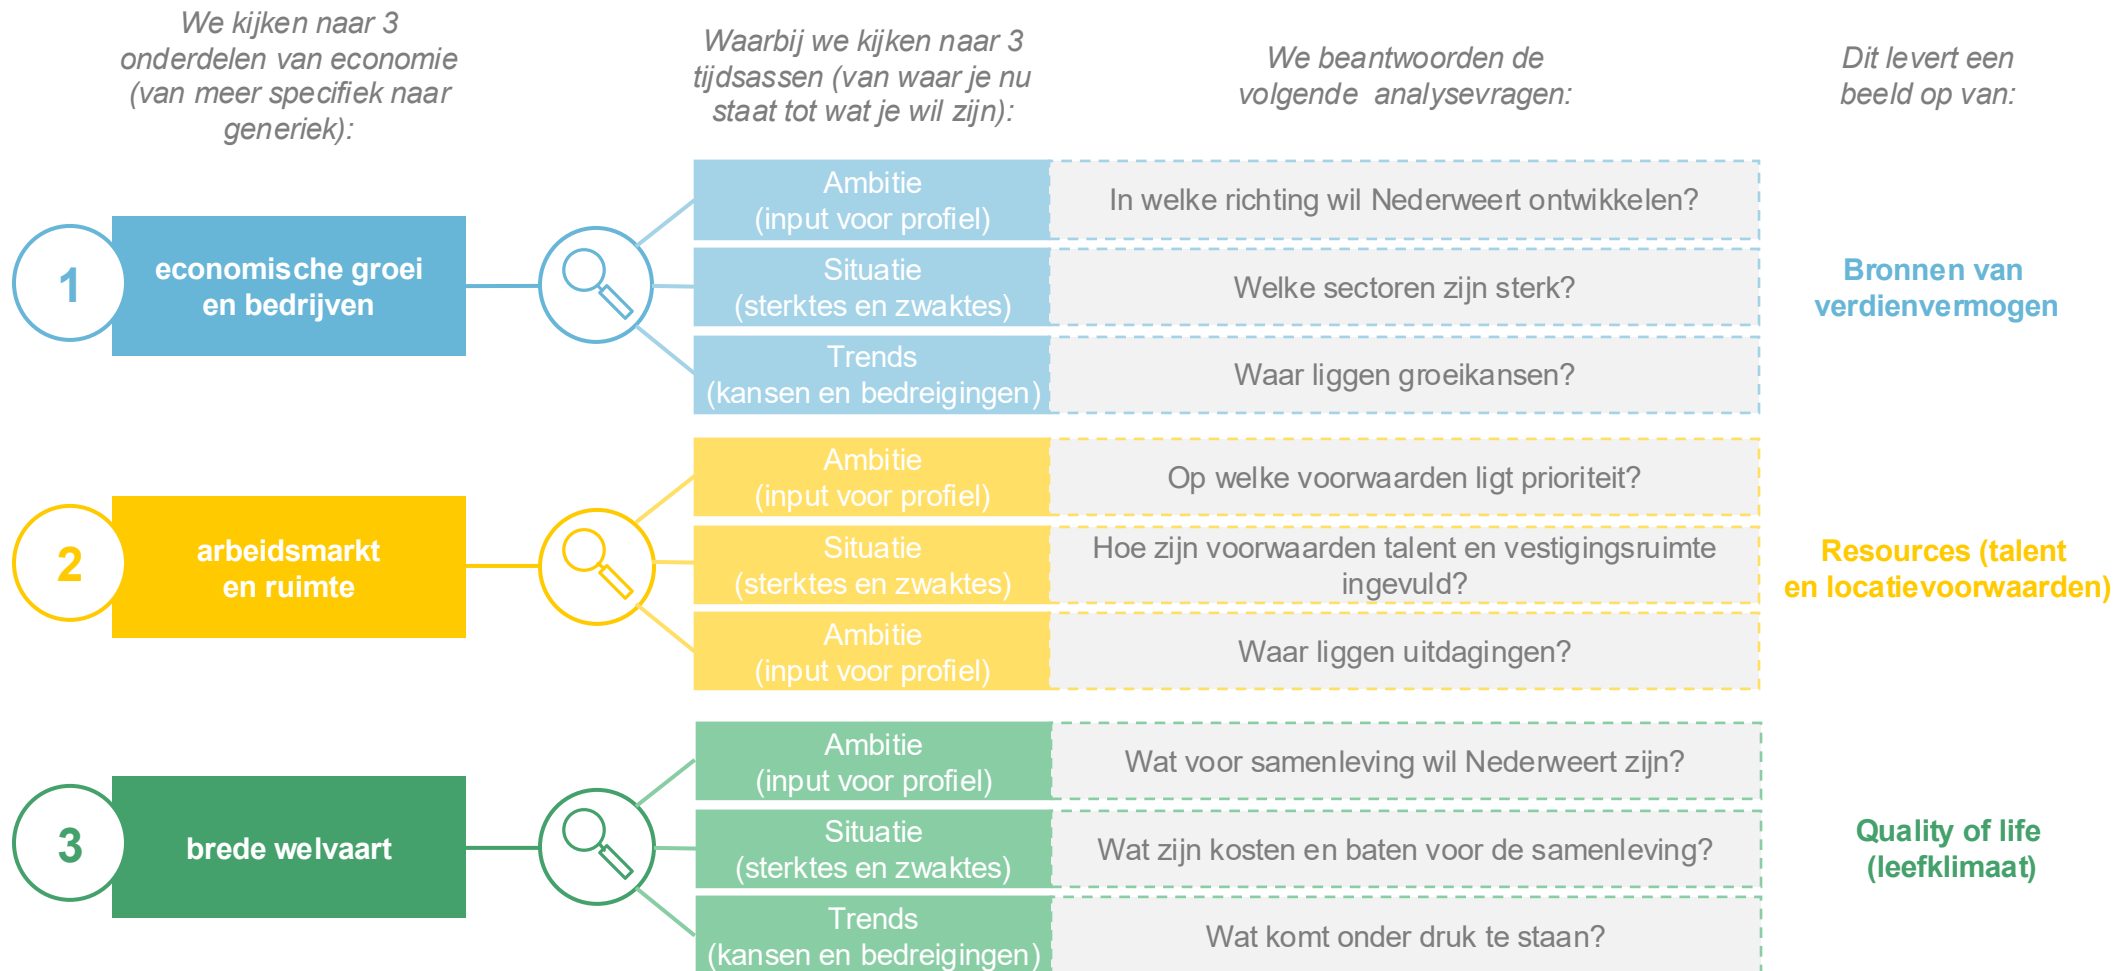 We kijken naar 3
onderdelen van economie
(van meer specifiek naar
generiek):
Waarbij we kijken naar 3
tijdsassen (van waar je nu
staat tot wat je wil zijn):
We beantwoorden de
volgende analysevragen:
Dit levert een
beeld op van:
1
economische groei
en bedrijven
Ambitie
(input voor profiel)
In welke richting wil Nederweert ontwikkelen?
Situatie
(sterktes en zwaktes)
Welke sectoren zijn sterk?
Trends
(kansen en bedreigingen)
Waar liggen groeikansen?
Bronnen van
verdienvermogen
2
arbeidsmarkt
en ruimte
Ambitie
(input voor profiel)
Op welke voorwaarden ligt prioriteit?
Situatie
(sterktes en zwaktes)
Hoe zijn voorwaarden talent en vestigingsruimte
ingevuld?
Ambitie
(input voor profiel)
Waar liggen uitdagingen?
Resources (talent
en locatievoorwaarden)
3
brede welvaart
Ambitie
(input voor profiel)
Wat voor samenleving wil Nederweert zijn?
Situatie
(sterktes en zwaktes)
Wat zijn kosten en baten voor de samenleving?
Trends
(kansen en bedreigingen)
Wat komt onder druk te staan?
Quality of life
(leefklimaat)